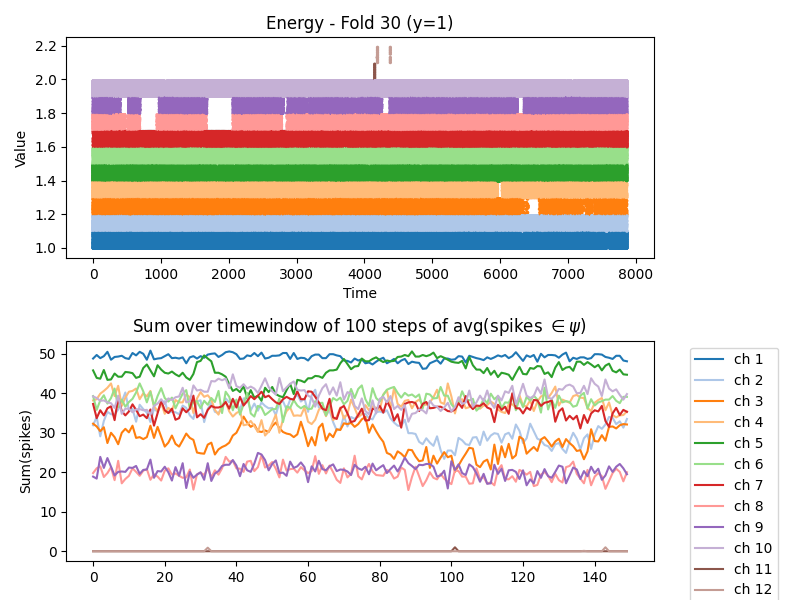 Energy - Fold 30 (y=1)
Value
2.2
2.0
1.8
1.6
1.4
1.2
1.0
0 1000 2000 3000 4000 5000 6000 7000 8000
Time
Sum over timewindow of 100 steps of avg(spikes ∈ ψ)
Sum(spikes)
50
40
30
20
10
0
0 20 40 60 80 100 120 140
ch 1
ch 2
ch 3
ch 4
ch 5
ch 6
ch 7
ch 8
ch 9
ch 10
ch 11
ch 12